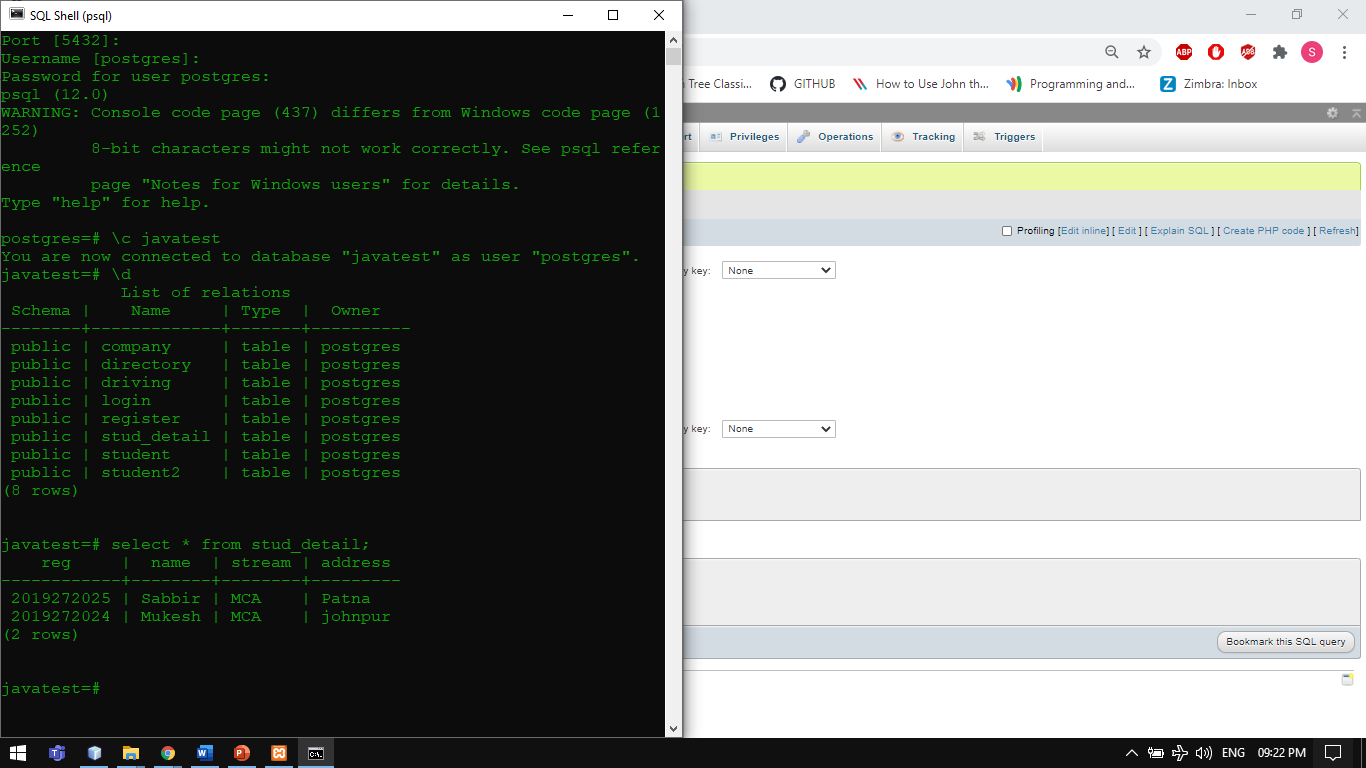 SQL Shell (psql)
Port [5432]:
Username [postgres]:
Password for user postgres:
psql (12.0)
WARNING: Console code page (437) differs from Windows code page (1
252)
         8-bit characters might not work correctly. See psql refer
ence
         page "Notes for Windows users" for details.
Type "help" for help.

postgres=# \c javatest
You are now connected to database "javatest" as user "postgres".
javatest=# \d
            List of relations
 Schema |    Name     | Type  |  Owner
--------+-------------+-------+----------
 public | company     | table | postgres
 public | directory   | table | postgres
 public | driving     | table | postgres
 public | login       | table | postgres
 public | register    | table | postgres
 public | stud_detail | table | postgres
 public | student     | table | postgres
 public | student2    | table | postgres
(8 rows)

javatest=# select * from stud_detail;
    reg     |  name  | stream | address
------------+--------+--------+---------
 2019272025 | Sabbir | MCA    | Patna
 2019272024 | Mukesh | MCA    | johnpur
(2 rows)

javatest=#
ABP
S
Tree Classi... GITHUB How to Use John th... Programming and... Zimbra: Inbox
rt Privileges Operations Tracking Triggers
Profiling [Edit inline] [ Edit ] [ Explain SQL ] [ Create PHP code ] [ Refresh]
y key: None
y key: None
Bookmark this SQL query
ENG 09:22 PM